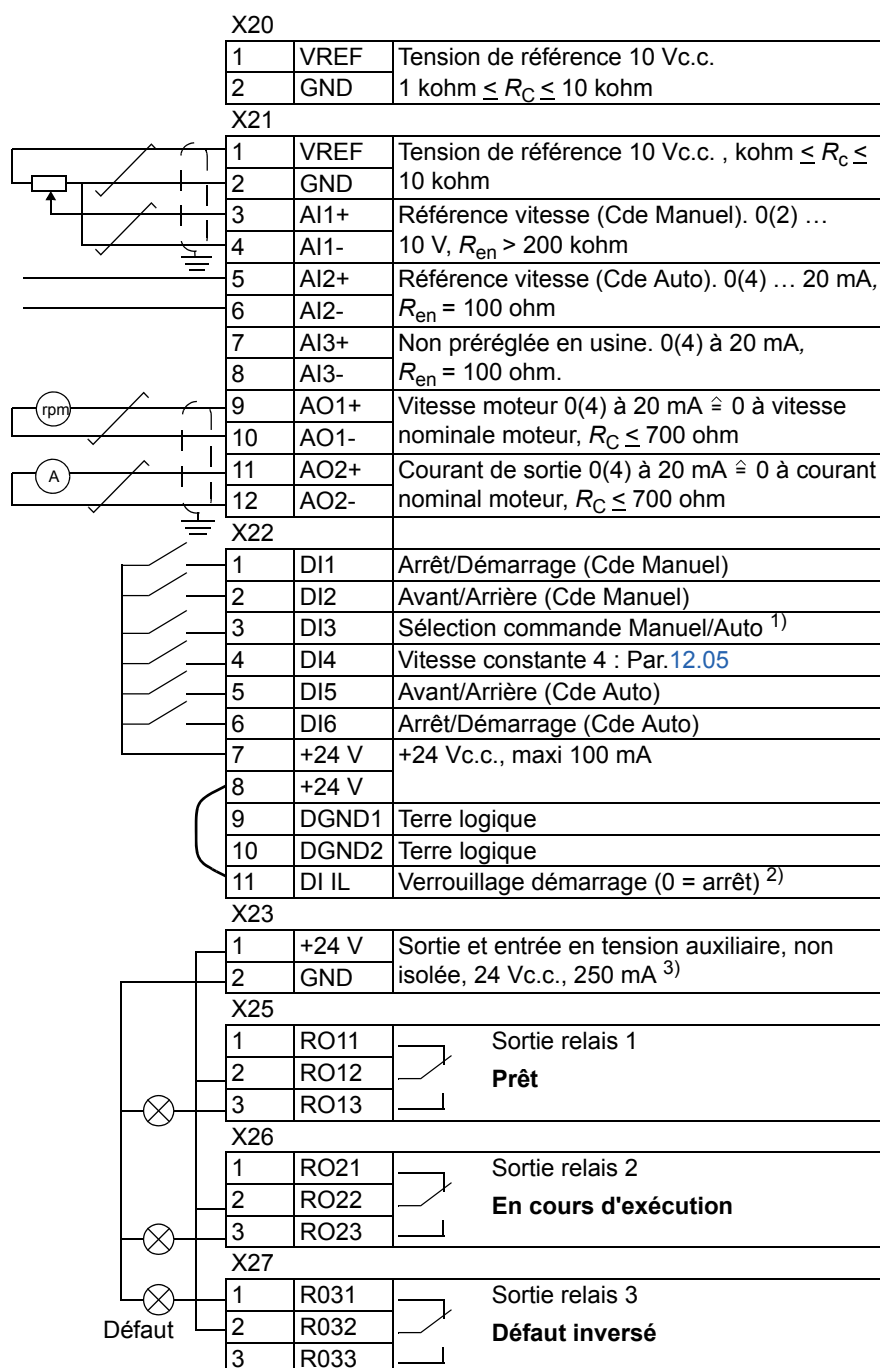 X20
1 VREF Tension de référence 10 Vc.c.
2 GND 1 kohm ≤ RC ≤ 10 kohm
X21
1 VREF Tension de référence 10 Vc.c. , kohm ≤ Rc ≤
2 GND 10 kohm
3 AI1+ Référence vitesse (Cde Manuel). 0(2) …
4 AI1- 10 V, Ren > 200 kohm
5 AI2+ Référence vitesse (Cde Auto). 0(4) … 20 mA,
6 AI2- Ren = 100 ohm
7 AI3+ Non préréglée en usine. 0(4) à 20 mA,
8 AI3- Ren = 100 ohm.
rpm 9 AO1+ Vitesse moteur 0(4) à 20 mA ≙ 0 à vitesse
10 AO1- nominale moteur, RC ≤ 700 ohm
A 11 AO2+ Courant de sortie 0(4) à 20 mA ≙ 0 à courant
12 AO2- nominal moteur, RC ≤ 700 ohm
X22
1 DI1 Arrêt/Démarrage (Cde Manuel)
2 DI2 Avant/Arrière (Cde Manuel)
3 DI3 Sélection commande Manuel/Auto 1)
4 DI4 Vitesse constante 4 : Par.12.05
5 DI5 Avant/Arrière (Cde Auto)
6 DI6 Arrêt/Démarrage (Cde Auto)
7 +24 V +24 Vc.c., maxi 100 mA
8 +24 V
9 DGND1 Terre logique
10 DGND2 Terre logique
11 DI IL Verrouillage démarrage (0 = arrêt) 2)
X23
1 +24 V Sortie et entrée en tension auxiliaire, non
2 GND isolée, 24 Vc.c., 250 mA 3)
X25
1 RO11 Sortie relais 1
2 RO12 Prêt
3 RO13
X26
1 RO21 Sortie relais 2
2 RO22 En cours d'exécution
3 RO23
X27
1 R031 Sortie relais 3
Défaut 2 R032 Défaut inversé
3 R033